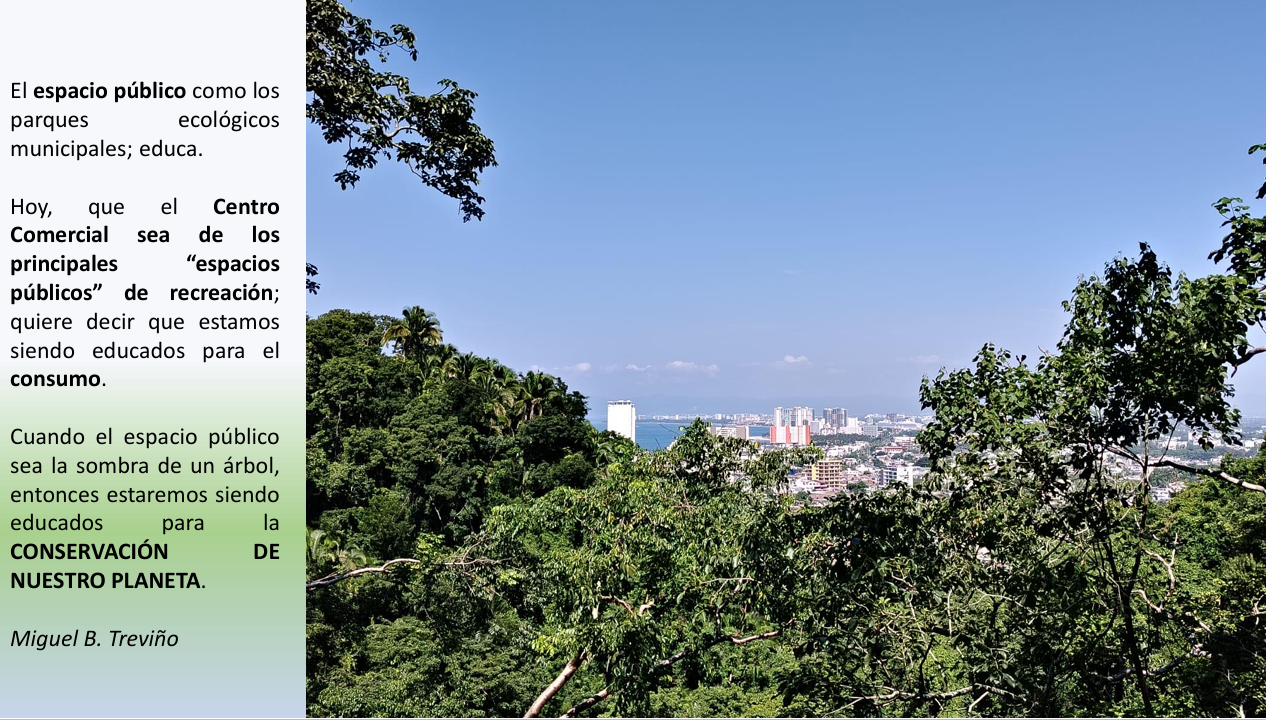 El espacio público como los
parques ecológicos
municipales; educa.
Hoy, que el Centro
Comercial sea de los
principales “espacios
públicos” de recreación;
quiere decir que estamos
siendo educados para el
consumo.
Cuando el espacio público
sea la sombra de un árbol,
entonces estaremos siendo
educados para la
CONSERVACIÓN DE
NUESTRO PLANETA.
Miguel B. Treviño